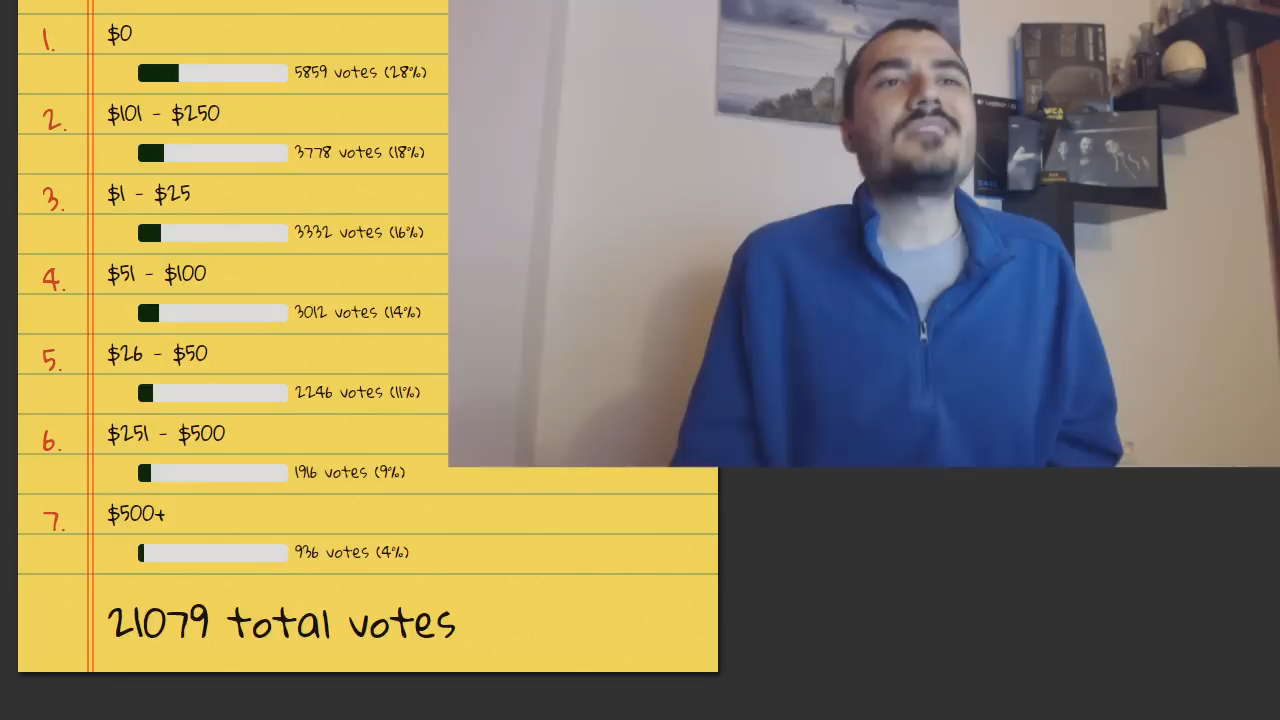 1. $0
5859 votes (28%)
2. $101 - $250
3778 votes (18%)
3. $1 - $25
3332 votes (16%)
4. $51 - $100
3012 votes (14%)
5. $26 - $50
2246 votes (11%)
6. $251 - $500
1916 votes (9%)
7. $500+
936 votes (4%)
21079 total votes
WCA